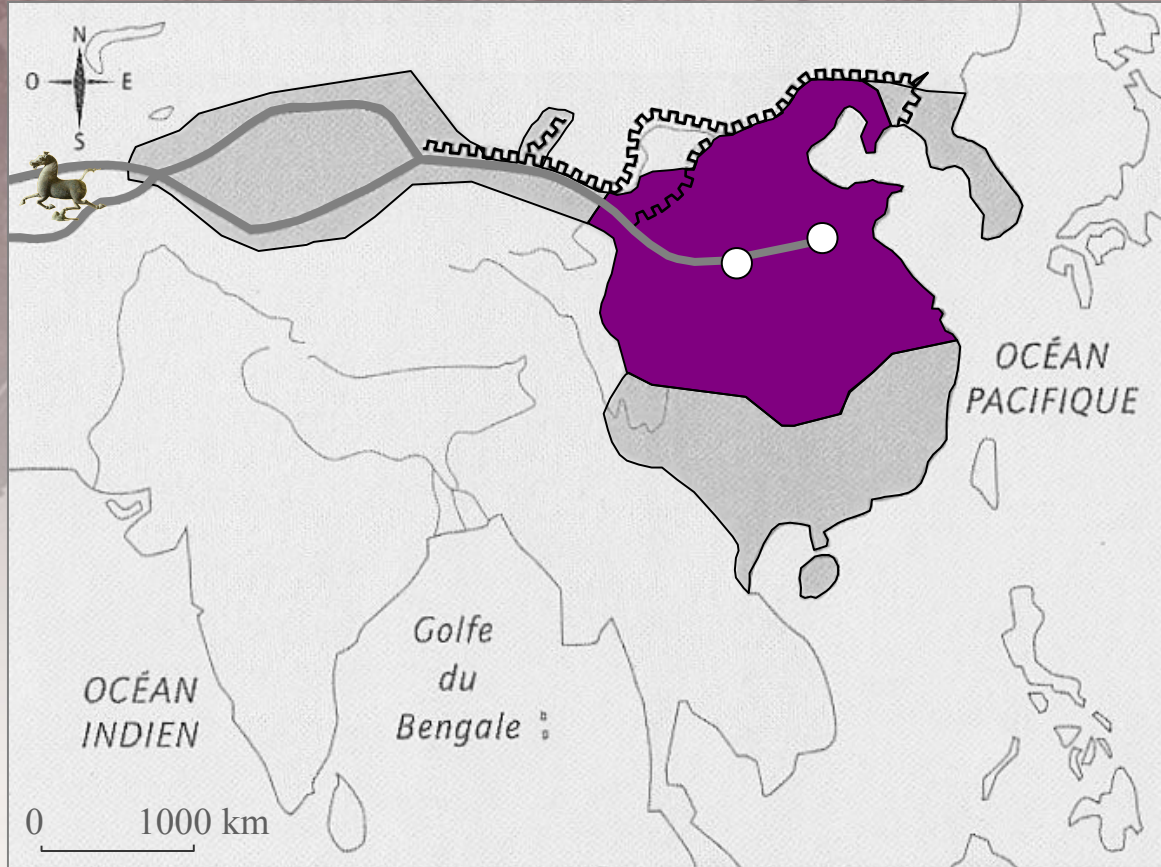 N
O E
S
OCÉAN
PACIFIQUE
Golfe
du
Bengale
OCÉAN
INDIEN
0 1000 km